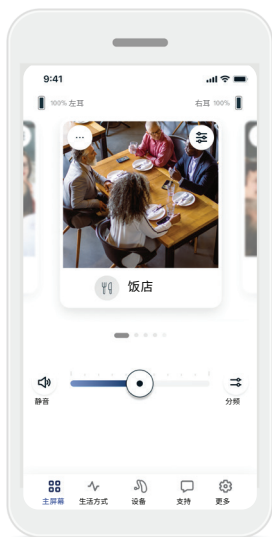 9:41
100% 左耳 右耳 100%
饭店
静音 分频
主屏幕 生活方式 设备 支持 更多